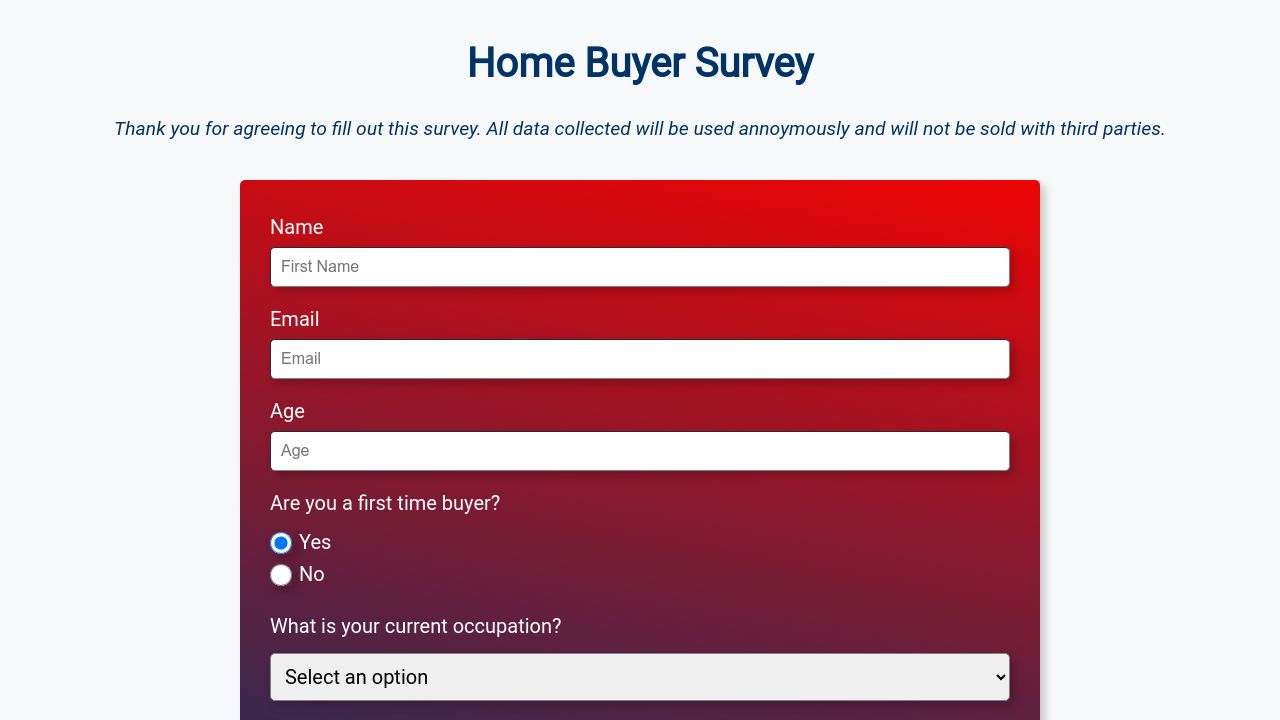 Home Buyer Survey
Thank you for agreeing to fill out this survey. All data collected will be used annoymously and will not be sold with third parties.
Name
First Name
Email
Email
Age
Age
Are you a first time buyer?
Yes
No
What is your current occupation?
Select an option